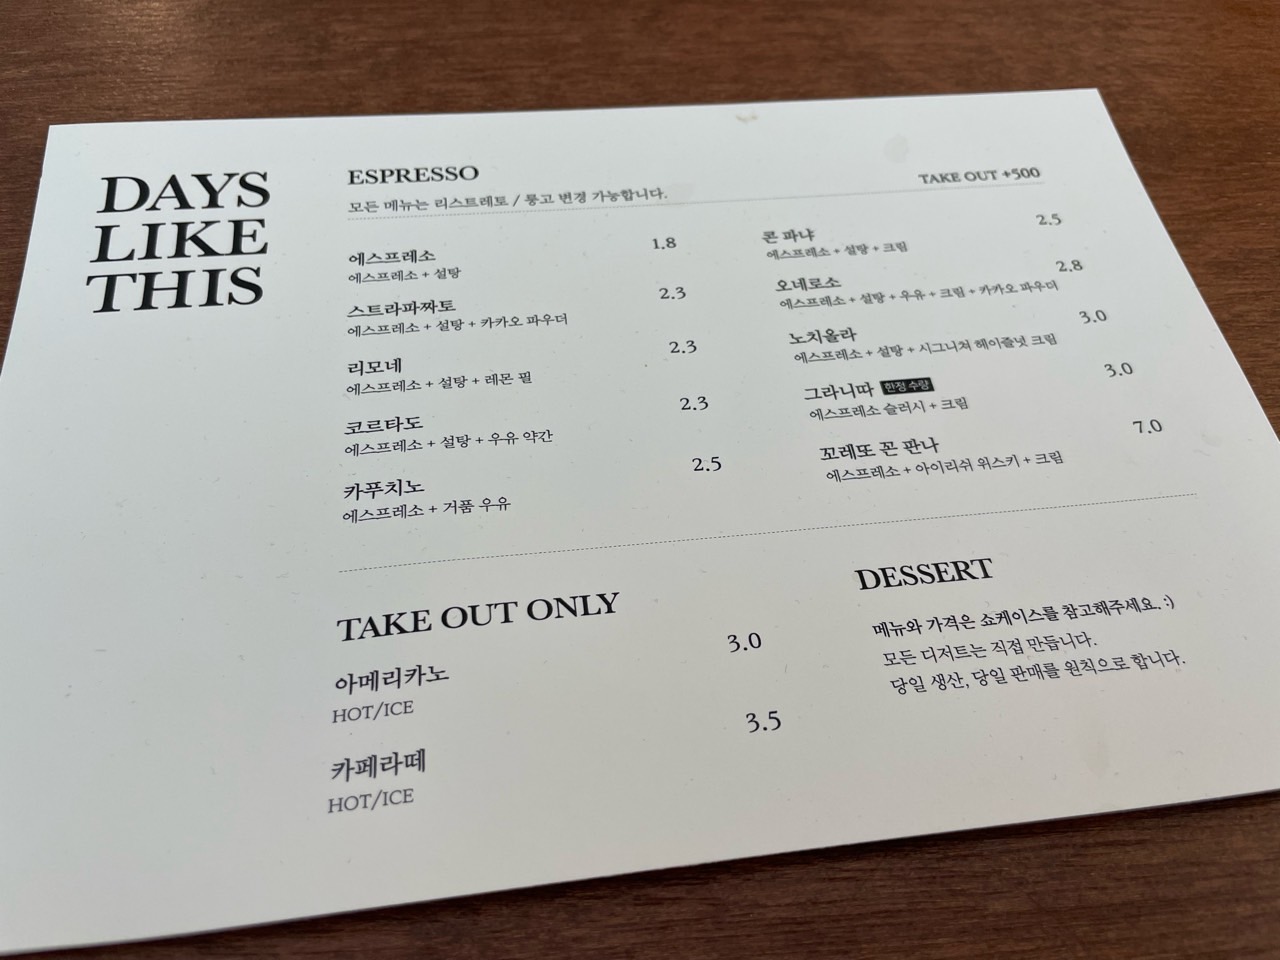 DAYS
LIKE
THIS
ESPRESSO
모든 메뉴는 리스트레토 / 룽고 변경 가능합니다.
TAKE OUT +500
에스프레소 1.8
에스프레소 + 설탕
스트라파짜토 2.3
에스프레소 + 설탕 + 카카오 파우더
리모네 2.3
에스프레소 + 설탕 + 레몬 필
코르타도 2.3
에스프레소 + 설탕 + 우유 약간
카푸치노 2.5
에스프레소 + 거품 우유
콘 파냐 2.5
에스프레소 + 설탕 + 크림
오네로소 2.8
에스프레소 + 설탕 + 우유 + 크림 + 카카오 파우더
노치올라 3.0
에스프레소 + 설탕 + 시그니쳐 헤이즐넛 크림
그라니따 한정 수량 3.0
에스프레소 슬러시 + 크림
꼬레또 꼰 판나 7.0
에스프레소 + 아이리쉬 위스키 + 크림
TAKE OUT ONLY
아메리카노 3.0
HOT/ICE
카페라떼 3.5
HOT/ICE
DESSERT
메뉴와 가격은 쇼케이스를 참고해주세요. :)
모든 디저트는 직접 만듭니다.
당일 생산, 당일 판매를 원칙으로 합니다.